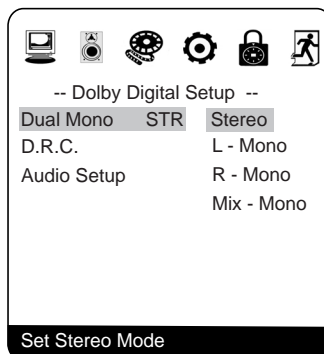 -- Dolby Digital Setup --
Dual Mono STR Stereo
D.R.C. L - Mono
Audio Setup R - Mono
Mix - Mono
Set Stereo Mode